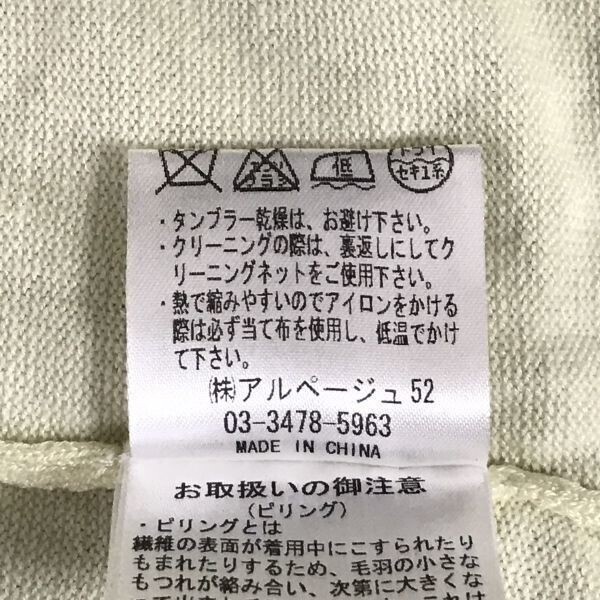 低
ドライ
セキユ系
・タンブラー乾燥は、お避け下さい。
・クリーニングの際は、裏返しにしてク
リーニングネットをご使用下さい。
・熱で縮みやすいのでアイロンをかける
際は必ず当て布を使用し、低温でかけ
て下さい。
㈱アルページュ52
03-3478-5963
MADE IN CHINA
お取扱いの御注意
(ピリング)
・ピリングとは
繊維の表面が着用中にこすられたり
もまれたりするため、毛羽の小さな
もつれが絡み合い、次第に大きくな